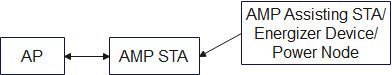 AP
AMP STA
AMP Assisting STA/
Energizer Device/
Power Node